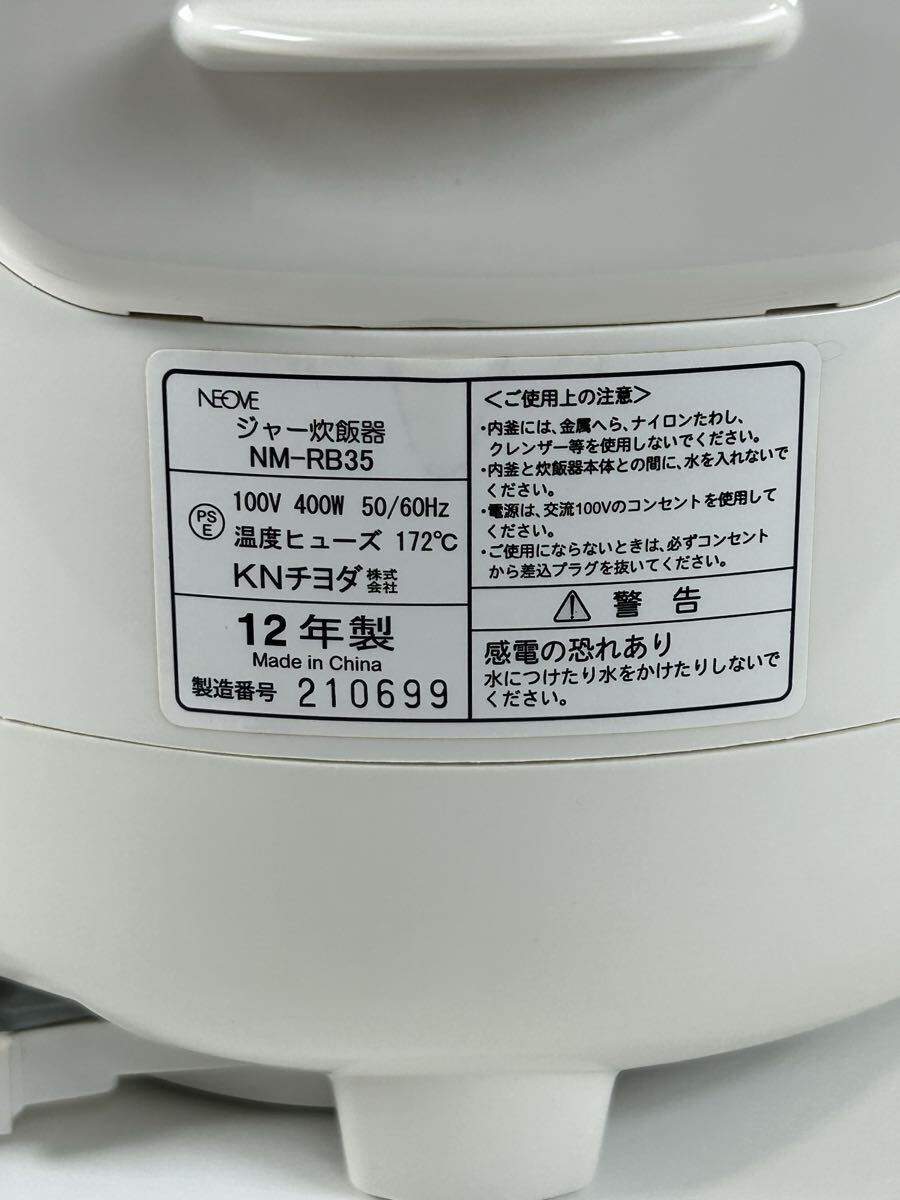 NEOVE
ジャー炊飯器
NM-RB35
PSE
100V 400W 50/60Hz
温度ヒューズ 172℃
KNチヨダ株式会社
12年製
Made in China
製造番号 210699
＜ご使用上の注意＞
・内釜には、金属へら、ナイロンたわし、
クレンザー等を使用しないでください。
・内釜と炊飯器本体との間に、水を入れないで
ください。
・電源は、交流100Vのコンセントを使用して
ください。
・ご使用にならないときは、必ずコンセント
から差込プラグを抜いてください。
警告
感電の恐れあり
水につけたり水をかけたりしないで
ください。